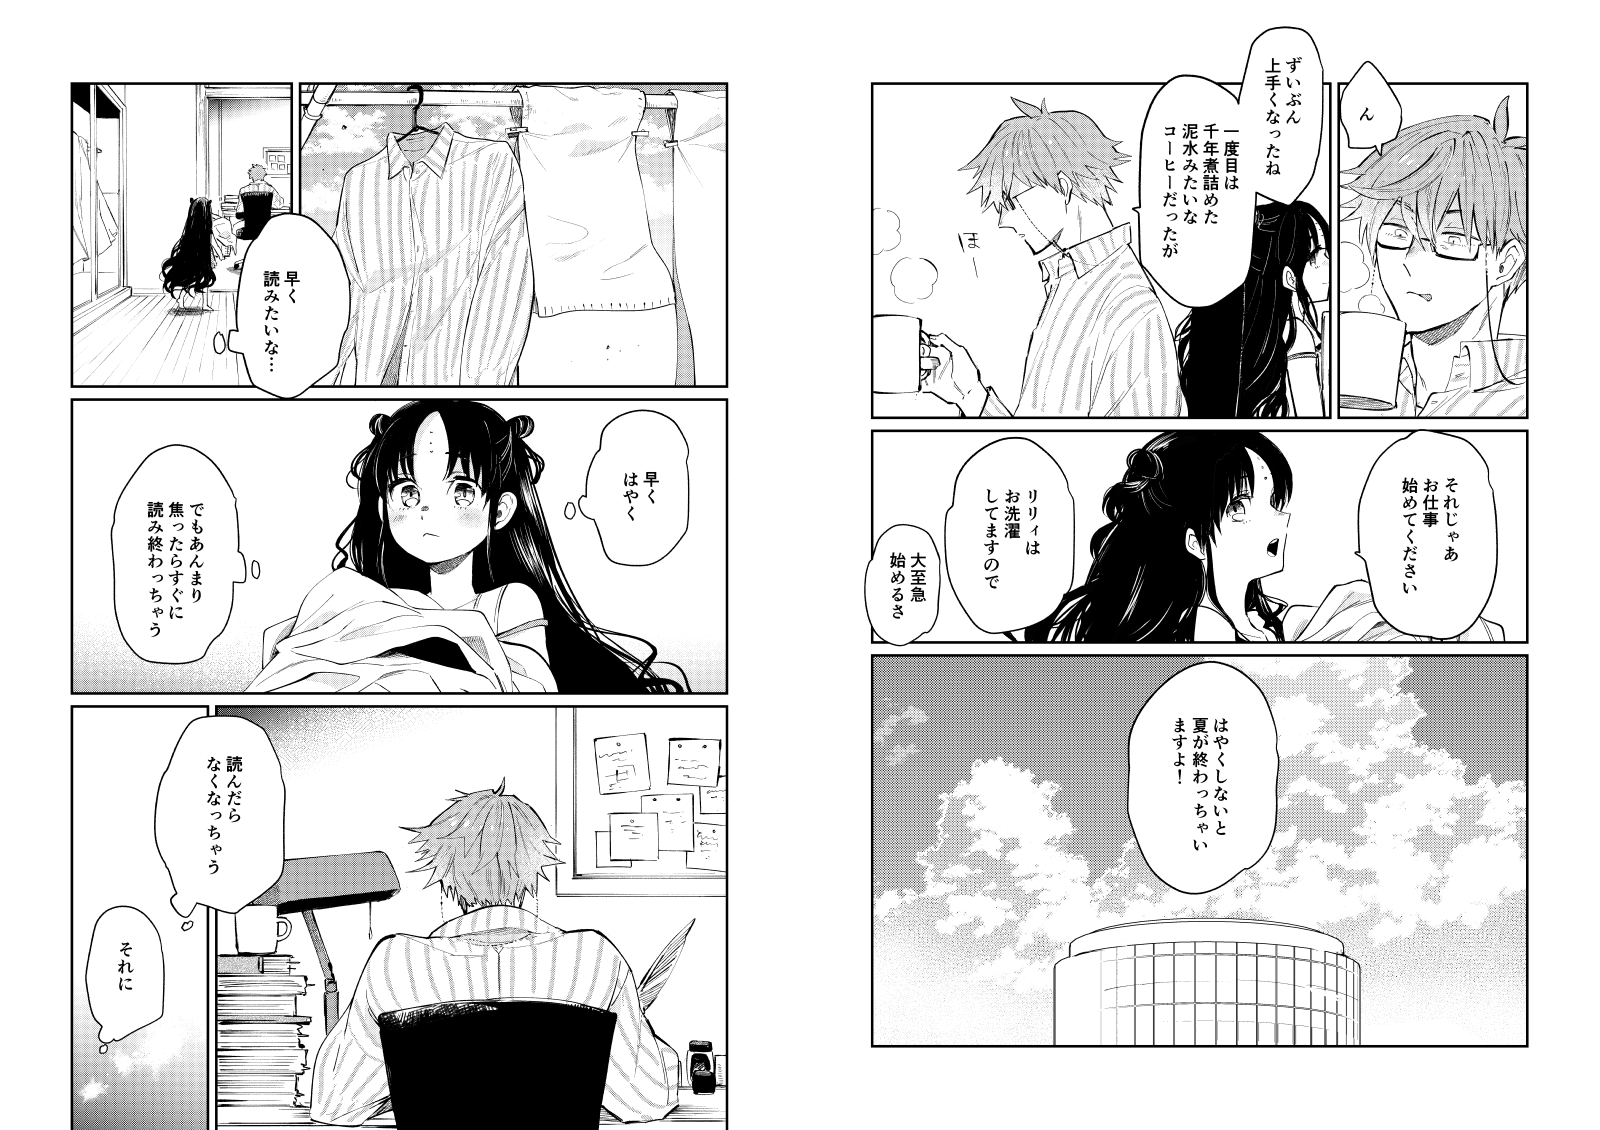 ん
ずいぶん
上手くなったね
一度目は
千年煮詰めた
泥水みたいな
コーヒーだったが
ほー
それじゃあ
お仕事
始めてください
リリィは
お洗濯
してますので
大至急
始めるさ
はやくしないと
夏が終わっちゃい
ますよ!
早く
読みたいな…
早く
はやく
でもあんまり
焦ったらすぐに
読み終わっちゃう
読んだら
なくなっちゃう
それに